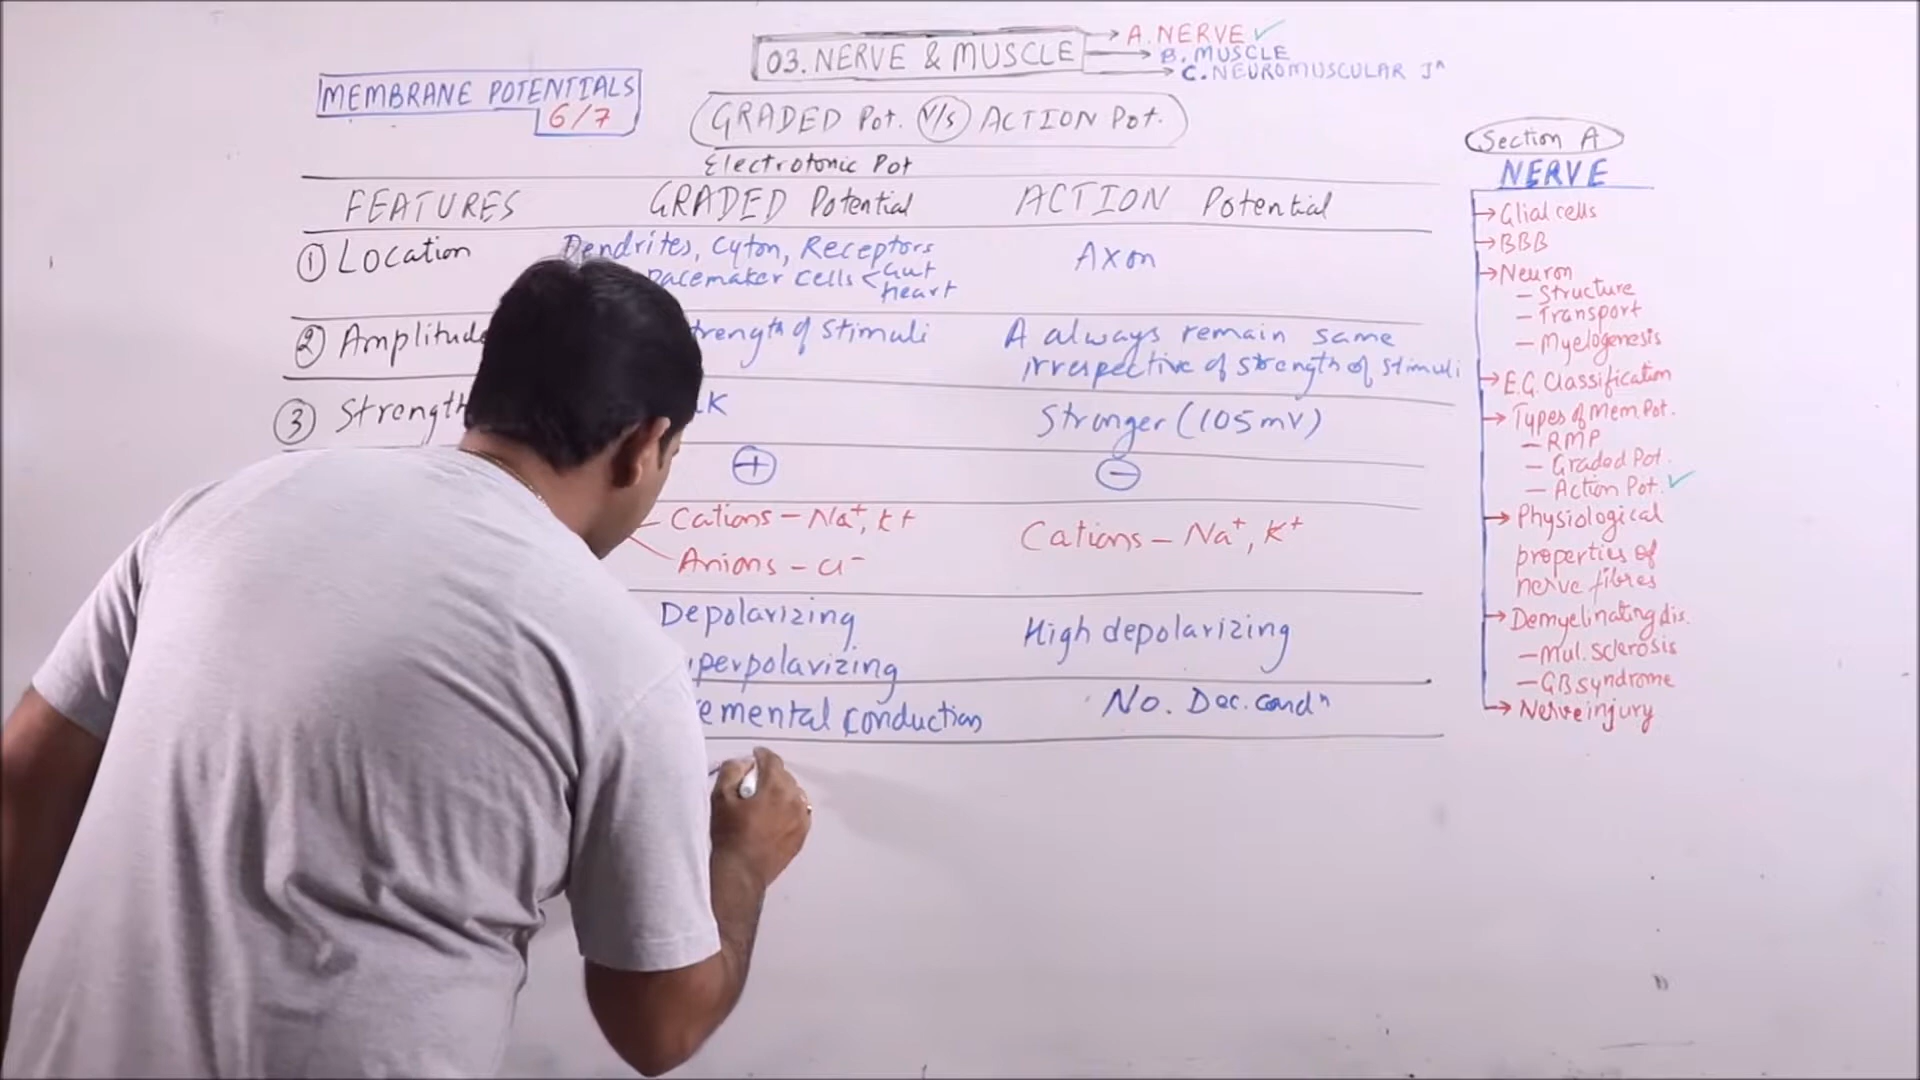 03. NERVE & MUSCLE
A. NERVE ✓
B. MUSCLE
C. NEUROMUSCULAR Jⁿ
MEMBRANE POTENTIALS
6/7
GRADED Pot. V/s ACTION Pot.
Electrotonic Pot
FEATURES GRADED Potential ACTION Potential
① Location Dendrites, Cyton, Receptors Axon
pacemaker cells < Gut
heart
② Amplitude strength of stimuli A always remain same
irrespective of strength of stimuli
③ Strength Stronger (105mV)
+ −
Cations – Na⁺, K⁺ Cations – Na⁺, K⁺
Anions – Cl⁻
Depolarizing High depolarizing
perpolarizing
emental conduction No. Dec. condⁿ
Section A
NERVE
→ Glial cells
→ BBB
→ Neuron
– Structure
– Transport
– Myelogenesis
→ E.G. Classification
→ Types of Mem Pot.
– RMP
– Graded Pot.
– Action Pot. ✓
→ Physiological
properties of
nerve fibres
→ Demyelinating dis.
– Mul. Sclerosis
– GB syndrome
→ Nerve injury